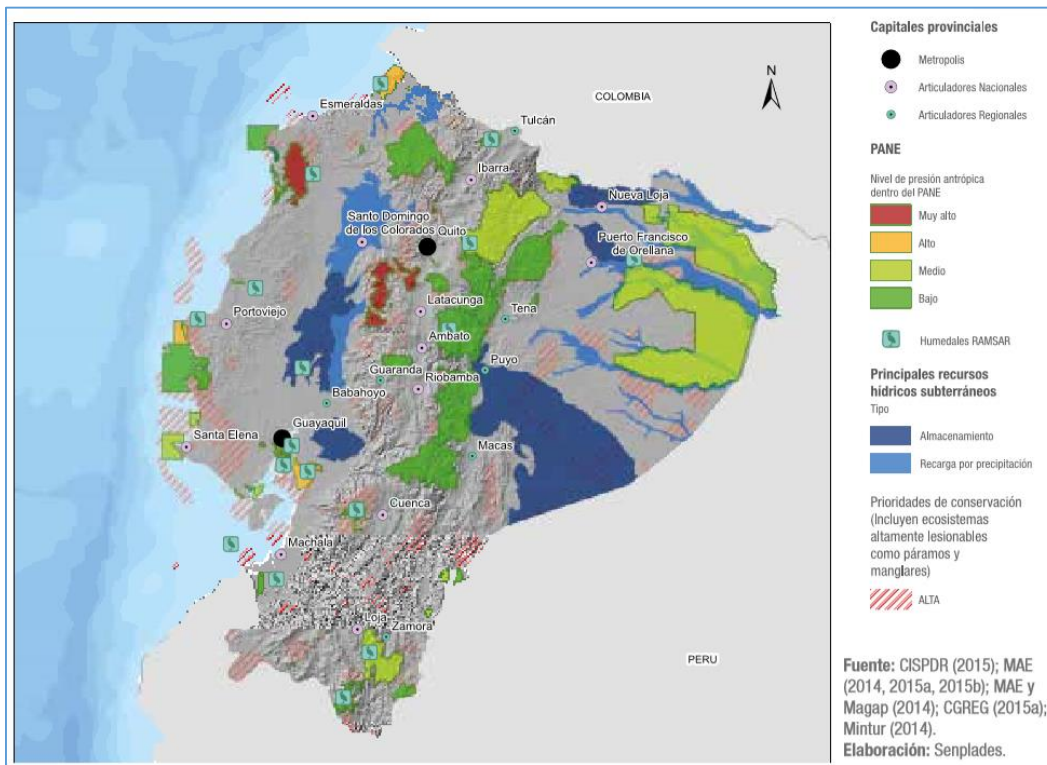 COLOMBIA
N
Esmeraldas
Tulcán
Ibarra
Nueva Loja
Santo Domingo
de los Colorados
Quito
Puerto Francisco
de Orellana
Portoviejo
Latacunga
Tena
Ambato
Puyo
Guaranda
Riobamba
Babahoyo
Guayaquil
Santa Elena
Macas
Cuenca
Machala
Loja
Zamora
PERU
Capitales provinciales
Metropolis
Articuladores Nacionales
Articuladores Regionales
PANE
Nivel de presión antrópica
dentro del PANE
Muy alto
Alto
Medio
Bajo
Humedales RAMSAR
Principales recursos
hídricos subterráneos
Tipo
Almacenamiento
Recarga por precipitación
Prioridades de conservación
(Incluyen ecosistemas
altamente lesionables
como páramos y
manglares)
ALTA
Fuente: CISPDR (2015); MAE
(2014, 2015a, 2015b); MAE y
Magap (2014); CGREG (2015a);
Mintur (2014).
Elaboración: Senplades.